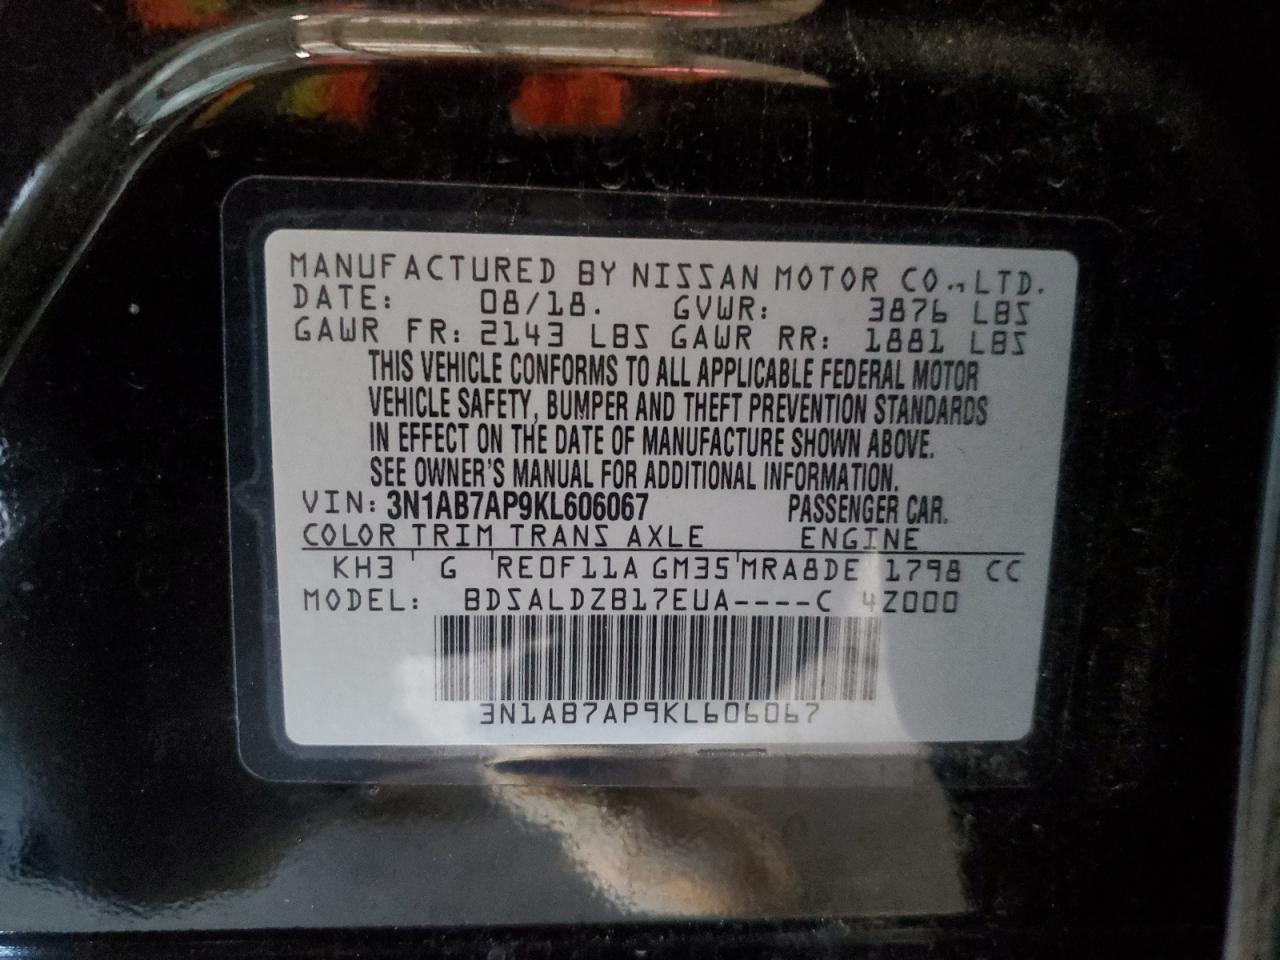 MANUFACTURED BY NISSAN MOTOR CO., LTD.
DATE: 08/18. GVWR: 3876 LBS
GAWR FR: 2143 LBS GAWR RR: 1881 LBS
THIS VEHICLE CONFORMS TO ALL APPLICABLE FEDERAL MOTOR
VEHICLE SAFETY, BUMPER AND THEFT PREVENTION STANDARDS
IN EFFECT ON THE DATE OF MANUFACTURE SHOWN ABOVE.
SEE OWNER'S MANUAL FOR ADDITIONAL INFORMATION.
VIN: 3N1AB7AP9KL606067 PASSENGER CAR.
COLOR TRIM TRANS AXLE ENGINE
KH3 G RE0F11A GM35 MRA8DE 1798 CC
MODEL: BDSALDZB17EUA----C 4Z000
3N1AB7AP9KL606067